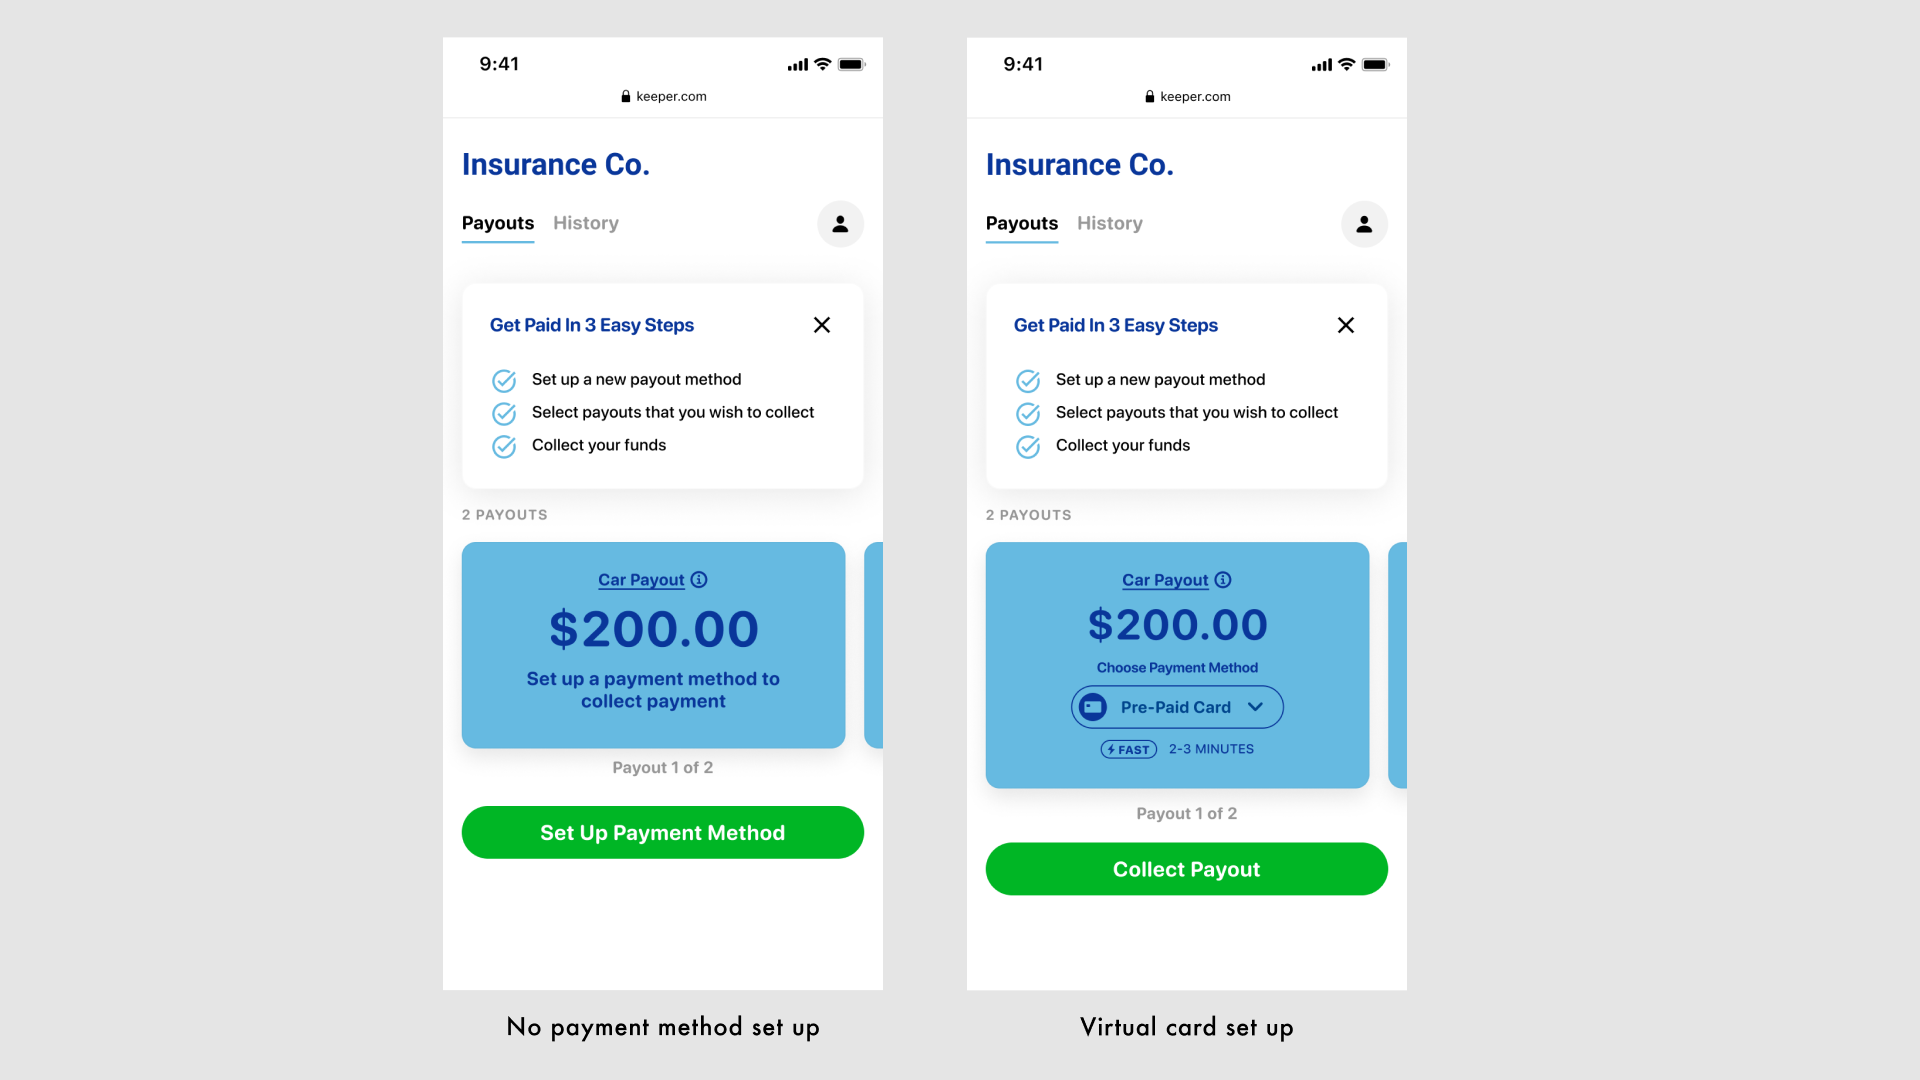 9:41
keeper.com
Insurance Co.
Payouts History
Get Paid In 3 Easy Steps
Set up a new payout method
Select payouts that you wish to collect
Collect your funds
2 PAYOUTS
Car Payout
$200.00
Set up a payment method to
collect payment
Payout 1 of 2
Set Up Payment Method
No payment method set up
9:41
keeper.com
Insurance Co.
Payouts History
Get Paid In 3 Easy Steps
Set up a new payout method
Select payouts that you wish to collect
Collect your funds
2 PAYOUTS
Car Payout
$200.00
Choose Payment Method
Pre-Paid Card
FAST 2-3 MINUTES
Payout 1 of 2
Collect Payout
Virtual card set up